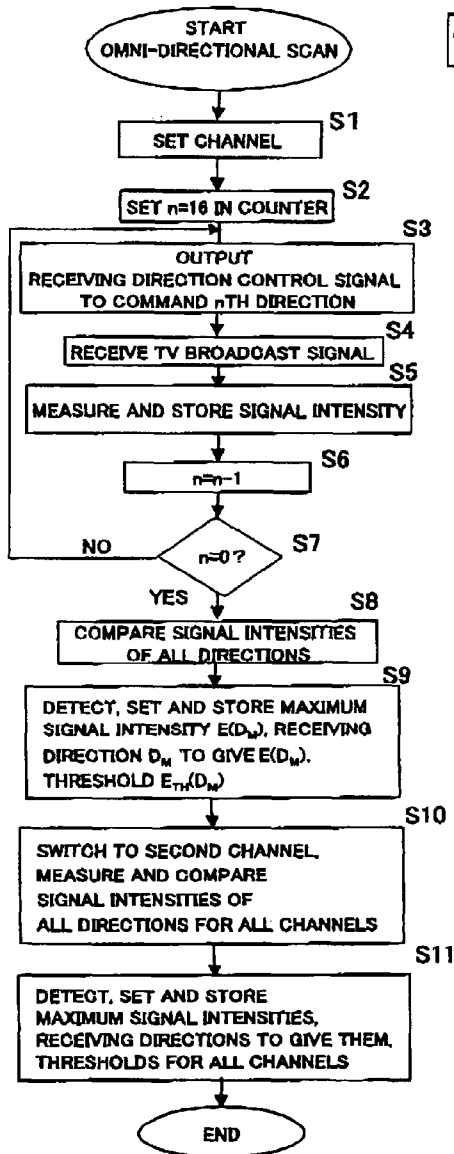 START
OMNI-DIRECTIONAL SCAN
S1
SET CHANNEL
S2
SET n=16 IN COUNTER
S3
OUTPUT
RECEIVING DIRECTION CONTROL SIGNAL
TO COMMAND nTH DIRECTION
S4
RECEIVE TV BROADCAST SIGNAL
S5
MEASURE AND STORE SIGNAL INTENSITY
S6
n=n-1
S7
n=0?
NO
YES
S8
COMPARE SIGNAL INTENSITIES
OF ALL DIRECTIONS
S9
DETECT, SET AND STORE MAXIMUM
SIGNAL INTENSITY E(DM), RECEIVING
DIRECTION DM TO GIVE E(DM),
THRESHOLD ETH(DM)
S10
SWITCH TO SECOND CHANNEL,
MEASURE AND COMPARE
SIGNAL INTENSITIES OF
ALL DIRECTIONS FOR ALL CHANNELS
S11
DETECT, SET AND STORE
MAXIMUM SIGNAL INTENSITIES,
RECEIVING DIRECTIONS TO GIVE THEM,
THRESHOLDS FOR ALL CHANNELS
END